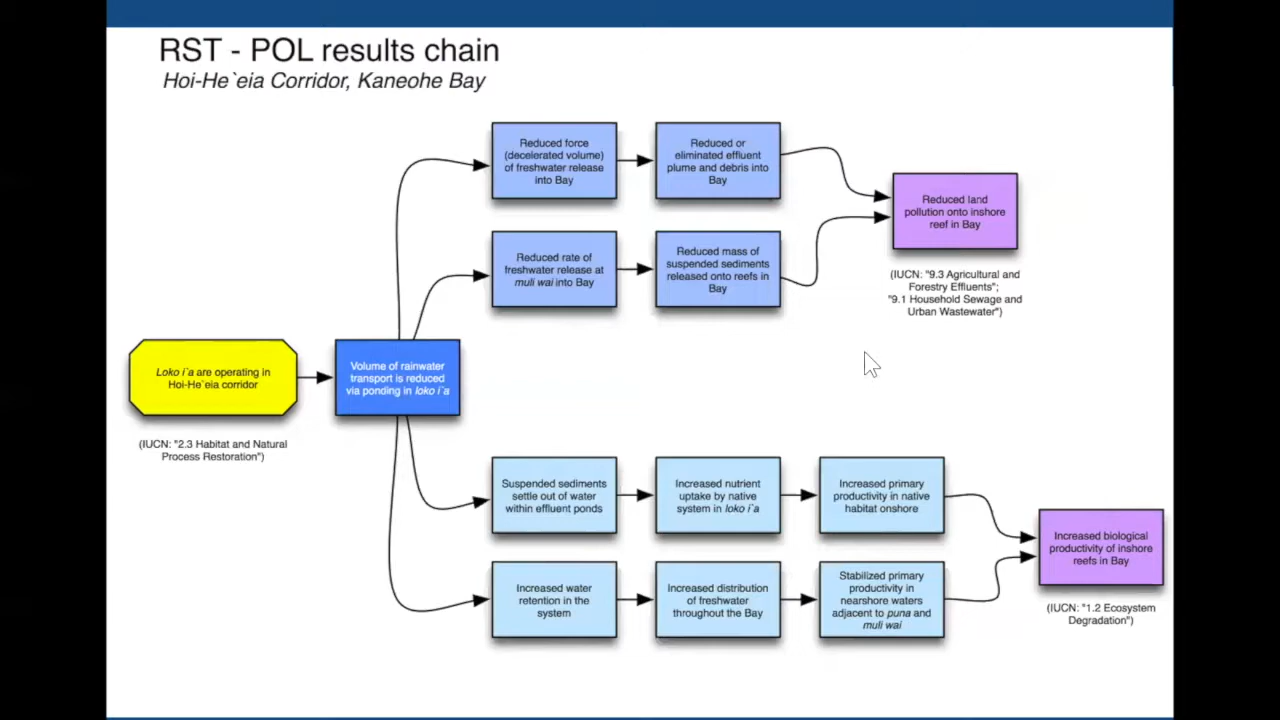 RST - POL results chain
Hoi-He`eia Corridor, Kaneohe Bay
Reduced force
(decelerated volume)
of freshwater release
into Bay
Reduced or
eliminated effluent
plume and debris into
Bay
Reduced land
pollution onto inshore
reef in Bay
Reduced rate of
freshwater release at
muli wai into Bay
Reduced mass of
suspended sediments
released onto reefs in
Bay
(IUCN: "9.3 Agricultural and
Forestry Effluents";
"9.1 Household Sewage and
Urban Wastewater")
Loko i`a are operating in
Hoi-He`eia corridor
(IUCN: "2.3 Habitat and Natural
Process Restoration")
Volume of rainwater
transport is reduced
via ponding in loko i`a
Suspended sediments
settle out of water
within effluent ponds
Increased nutrient
uptake by native
system in loko i`a
Increased primary
productivity in native
habitat onshore
Increased biological
productivity of inshore
reefs in Bay
Increased water
retention in the
system
Increased distribution
of freshwater
throughout the Bay
Stabilized primary
productivity in
nearshore waters
adjacent to puna and
muli wai
(IUCN: "1.2 Ecosystem
Degradation")